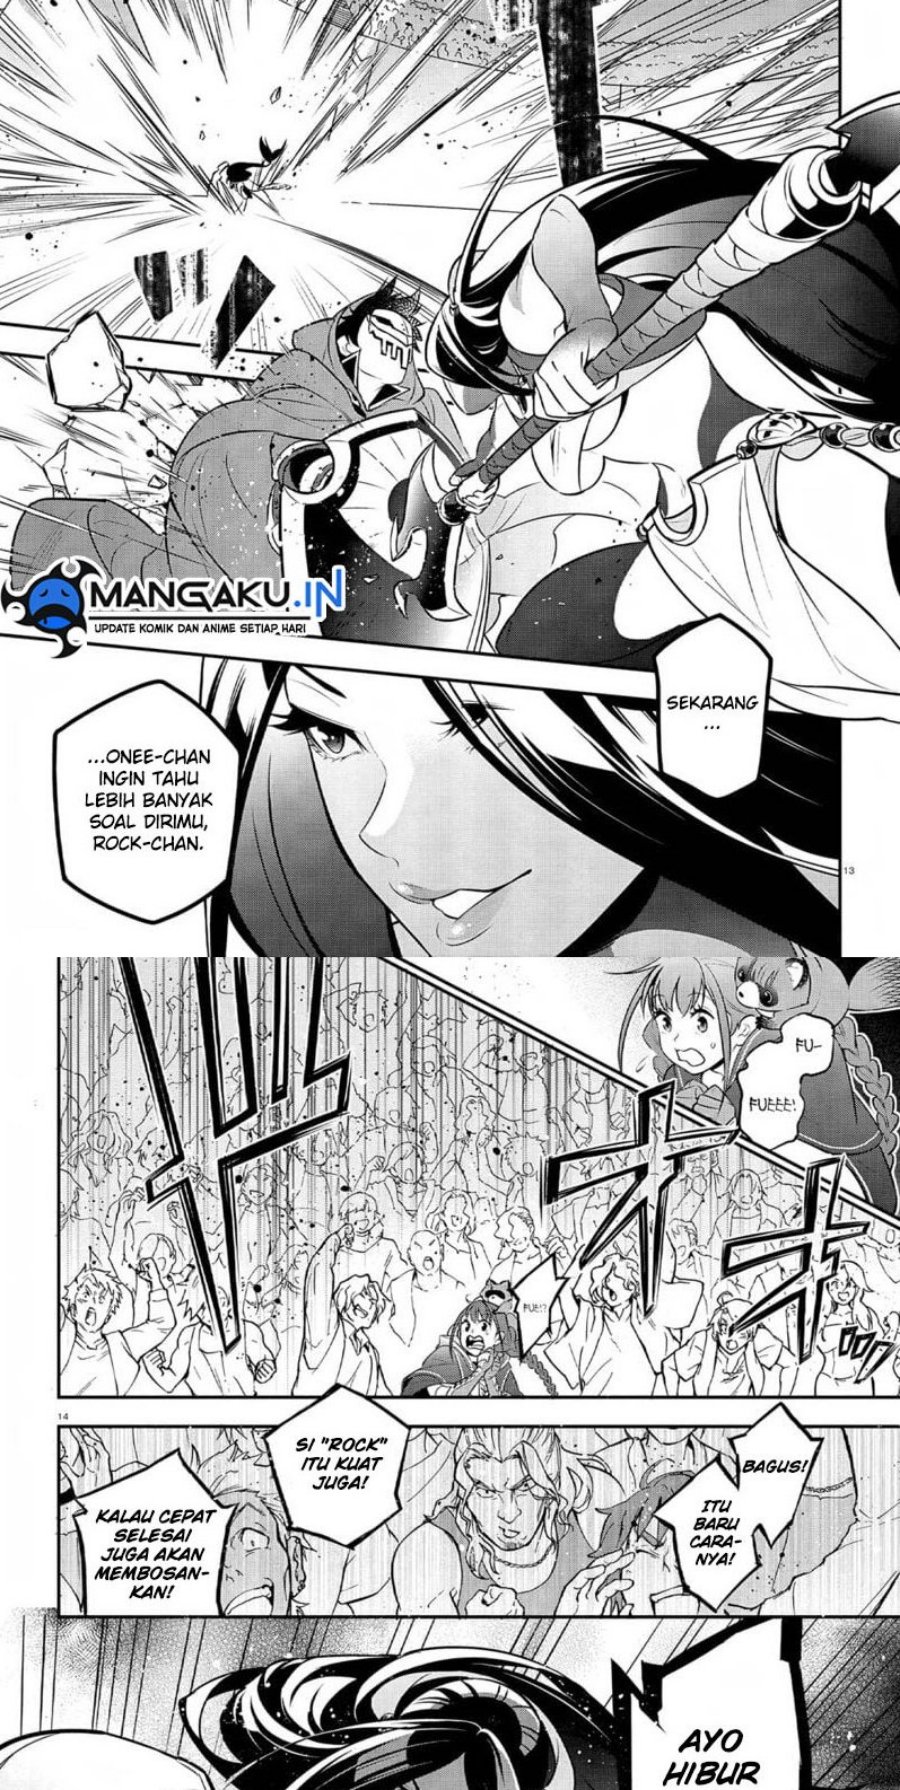 MANGAKU.IN
UPDATE KOMIK DAN ANIME SETIAP HARI
SEKARANG
...
...ONEE-CHAN
INGIN TAHU
LEBIH BANYAK
SOAL DIRIMU,
ROCK-CHAN.
13
FU-
FUEEE!
オオ
FUE!?
14
BAGUS!
ITU
BARU
CARA-
NYA!
SI "ROCK"
ITU KUAT
JUGA!
KALAU CEPAT
SELESAI
JUGA AKAN
MEMBOSAN-
KAN!
AYO
HIBUR